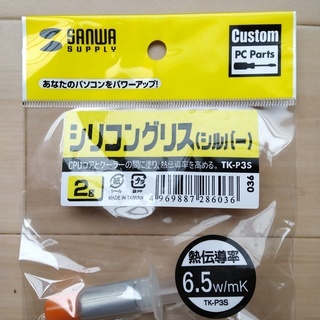 SANWA
SUPPLY
Custom
PC Parts
あなたのパソコンをパワーアップ!
シリコングリス(シルバー)
CPUコアとクーラーの間に塗り、熱伝導率を高める。TK-P3S
2g
MADE IN TAIWAN
4 969887 286036
036
熱伝導率
6.5w/mK
TK-P3S